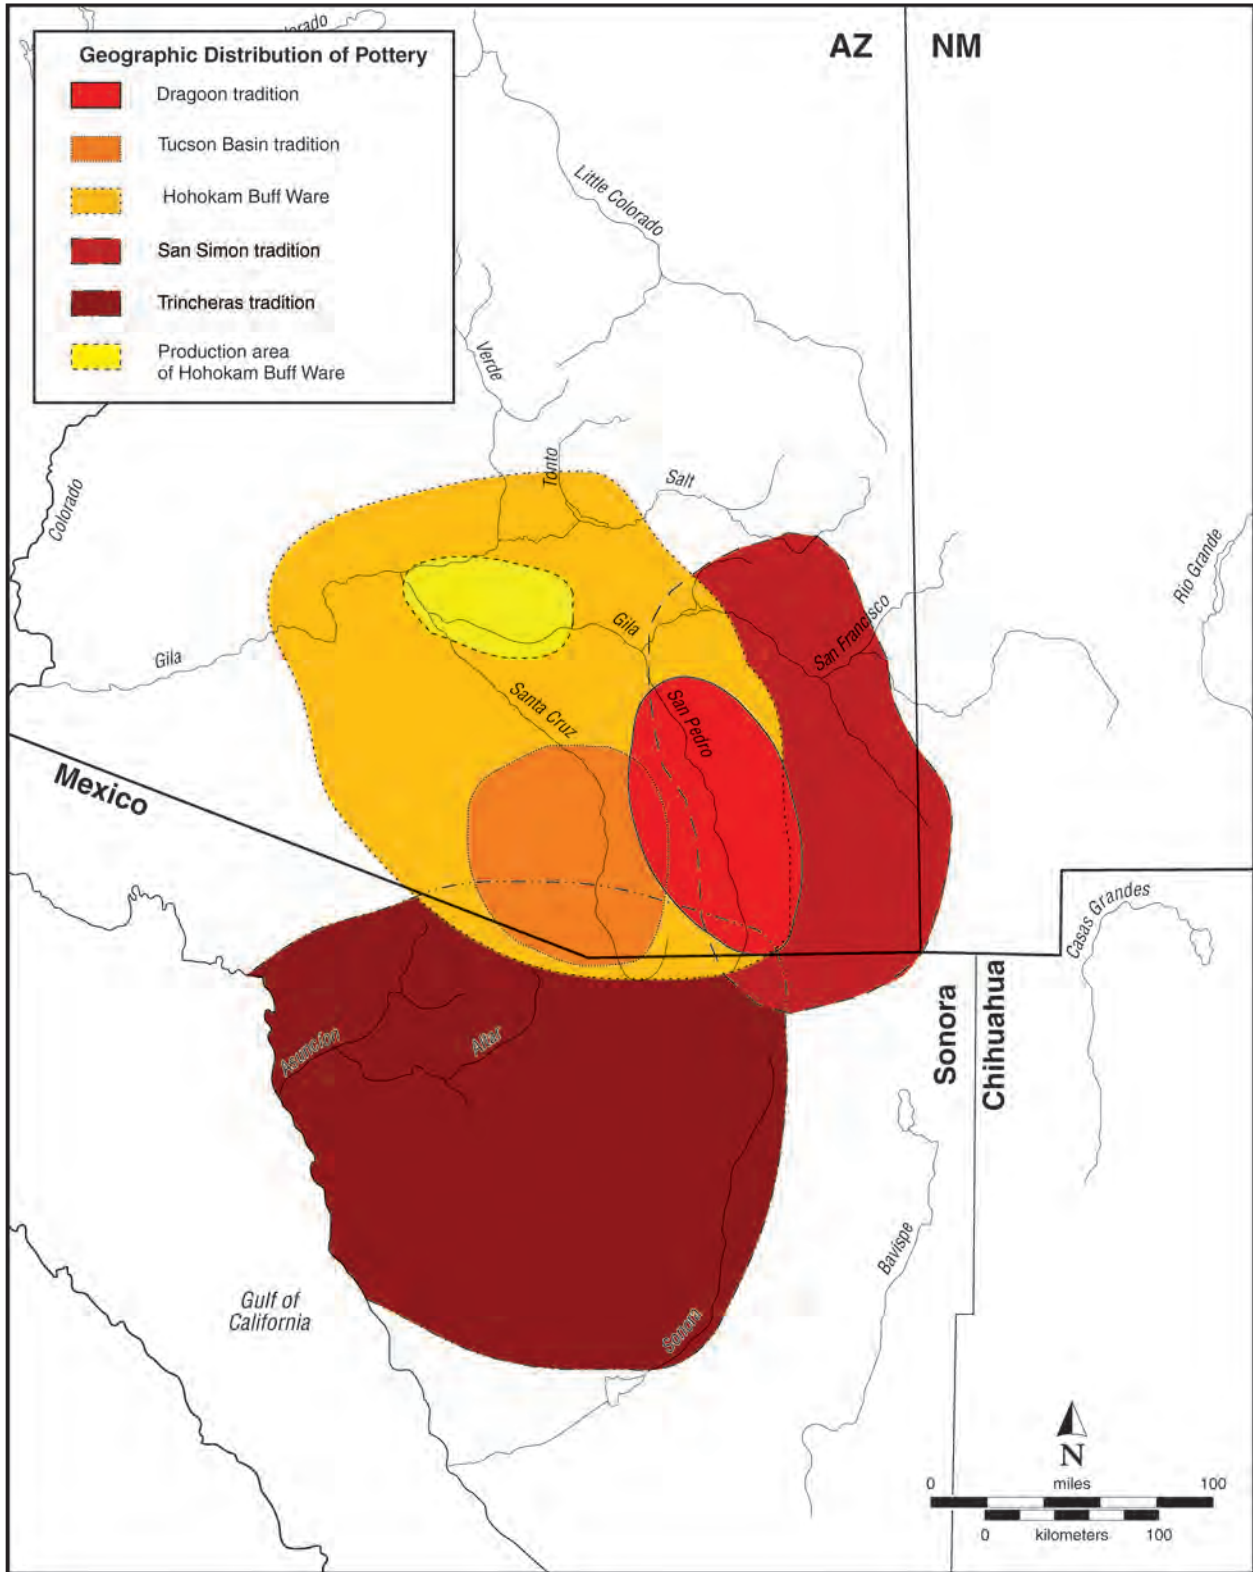 Colorado
AZ
NM
Geographic Distribution of Pottery
Dragoon tradition
Tucson Basin tradition
Hohokam Buff Ware
San Simon tradition
Trincheras tradition
Production area
of Hohokam Buff Ware
Little Colorado
Verde
Tonto
Salt
Colorado
Rio Grande
Gila
San Francisco
Gila
Santa Cruz
San Pedro
Mexico
Casas Grandes
Sonora
Chihuahua
Asuncíon
Altar
Bavispe
Gulf of
California
Sonora
N
0 miles 100
0 kilometers 100